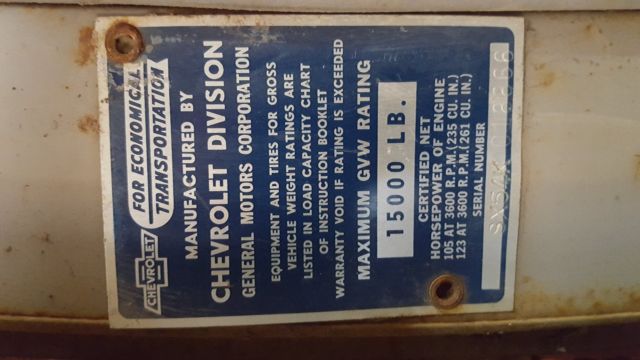 CHEVROLET
FOR ECONOMICAL
TRANSPORTATION
MANUFACTURED BY
CHEVROLET DIVISION
GENERAL MOTORS CORPORATION
EQUIPMENT AND TIRES FOR GROSS
VEHICLE WEIGHT RATINGS ARE
LISTED IN LOAD CAPACITY CHART
OF INSTRUCTION BOOKLET
WARRANTY VOID IF RATING IS EXCEEDED
MAXIMUM GVW RATING
15000 LB.
CERTIFIED NET
HORSEPOWER OF ENGINE
105 AT 3600 R.P.M.(235 CU. IN.)
123 AT 3600 R.P.M.(261 CU. IN.)
SERIAL NUMBER